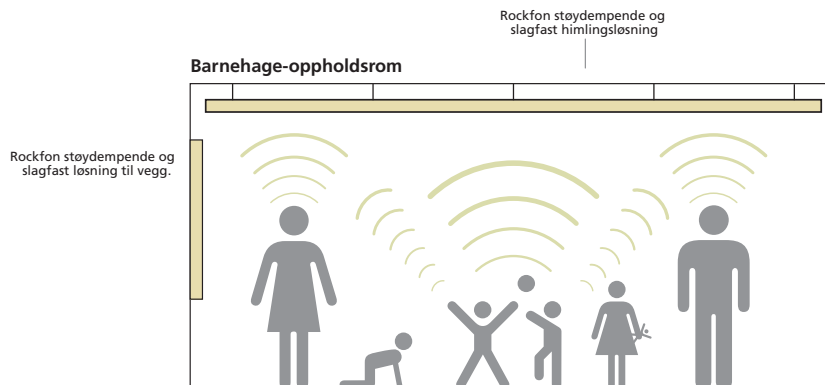 Rockfon støydempende og
slagfast himlingsløsning
Barnehage-oppholdsrom
Rockfon støydempende og
slagfast løsning til vegg.